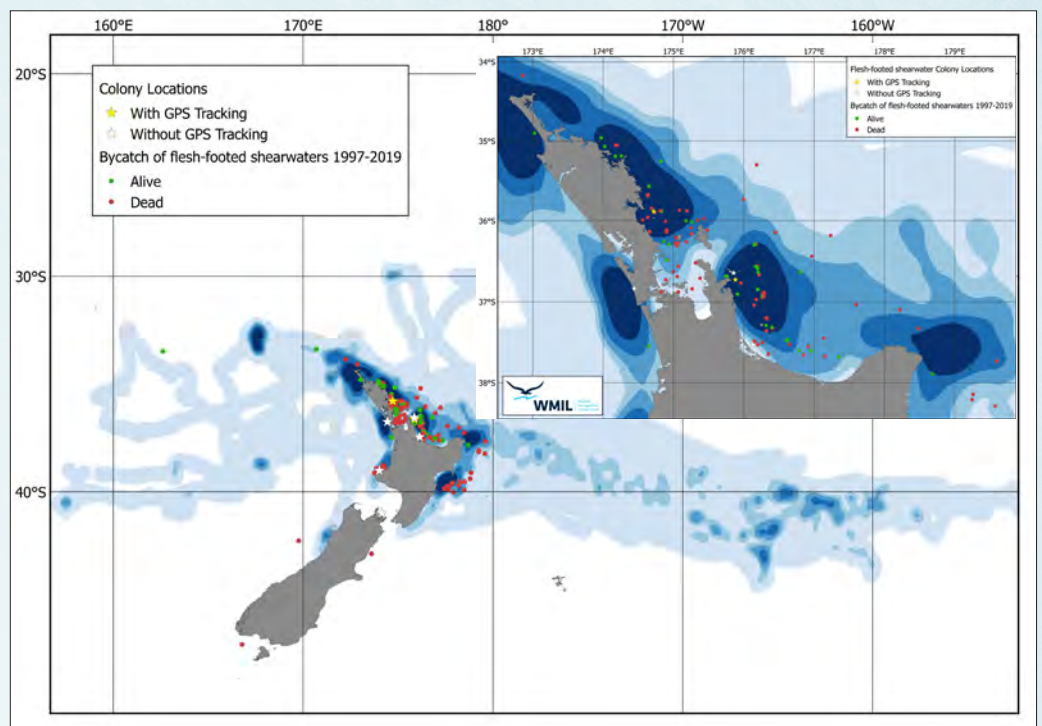 160°E 170°E 180° 170°W 160°W
20°S
30°S
40°S
Colony Locations
With GPS Tracking
Without GPS Tracking
Bycatch of flesh-footed shearwaters 1997-2019
Alive
Dead
173°E 174°E 175°E 176°E 177°E 178°E 179°E
34°S
35°S
36°S
37°S
38°S
Flesh-footed shearwater Colony Locations
With GPS Tracking
Without GPS Tracking
Bycatch of flesh-footed shearwaters 1997-2019
Alive
Dead
WMIL